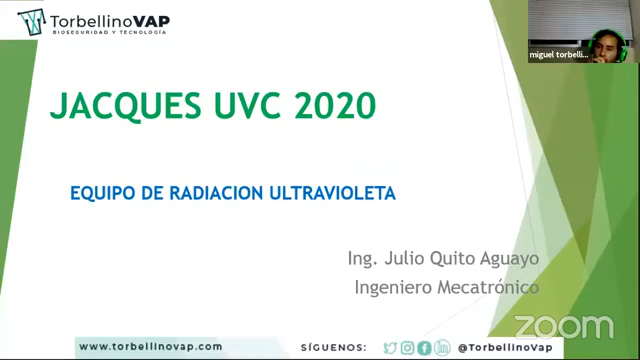 TorbellinoVAP
BIOSEGURIDAD Y TECNOLOGÍA
miguel torbelli...
JACQUES UVC 2020
EQUIPO DE RADIACION ULTRAVIOLETA
Ing. Julio Quito Aguayo
Ingeniero Mecatrónico
zoom
www.torbellinovap.com
SÍGUENOS:
@TorbellinoVap